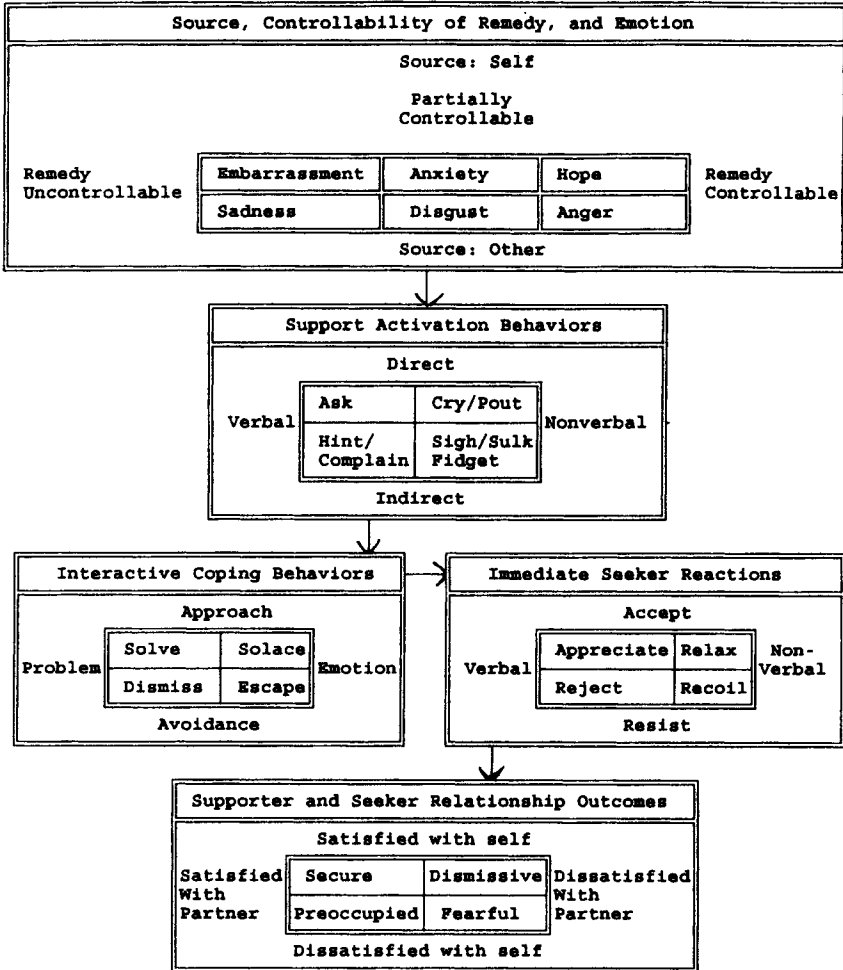 Source, Controllability of Remedy, and Emotion
Source: Self
Partially
Controllable
Remedy
Uncontrollable
Embarrassment Anxiety Hope
Sadness Disgust Anger
Remedy
Controllable
Source: Other
Support Activation Behaviors
Direct
Verbal
Ask Cry/Pout
Hint/ Sigh/Sulk
Complain Fidget
Nonverbal
Indirect
Interactive Coping Behaviors
Approach
Problem
Solve Solace
Dismiss Escape
Emotion
Avoidance
Immediate Seeker Reactions
Accept
Verbal
Appreciate Relax
Reject Recoil
Non-
Verbal
Resist
Supporter and Seeker Relationship Outcomes
Satisfied with self
Satisfied
With
Partner
Secure Dismissive
Preoccupied Fearful
Dissatisfied
With
Partner
Dissatisfied with self